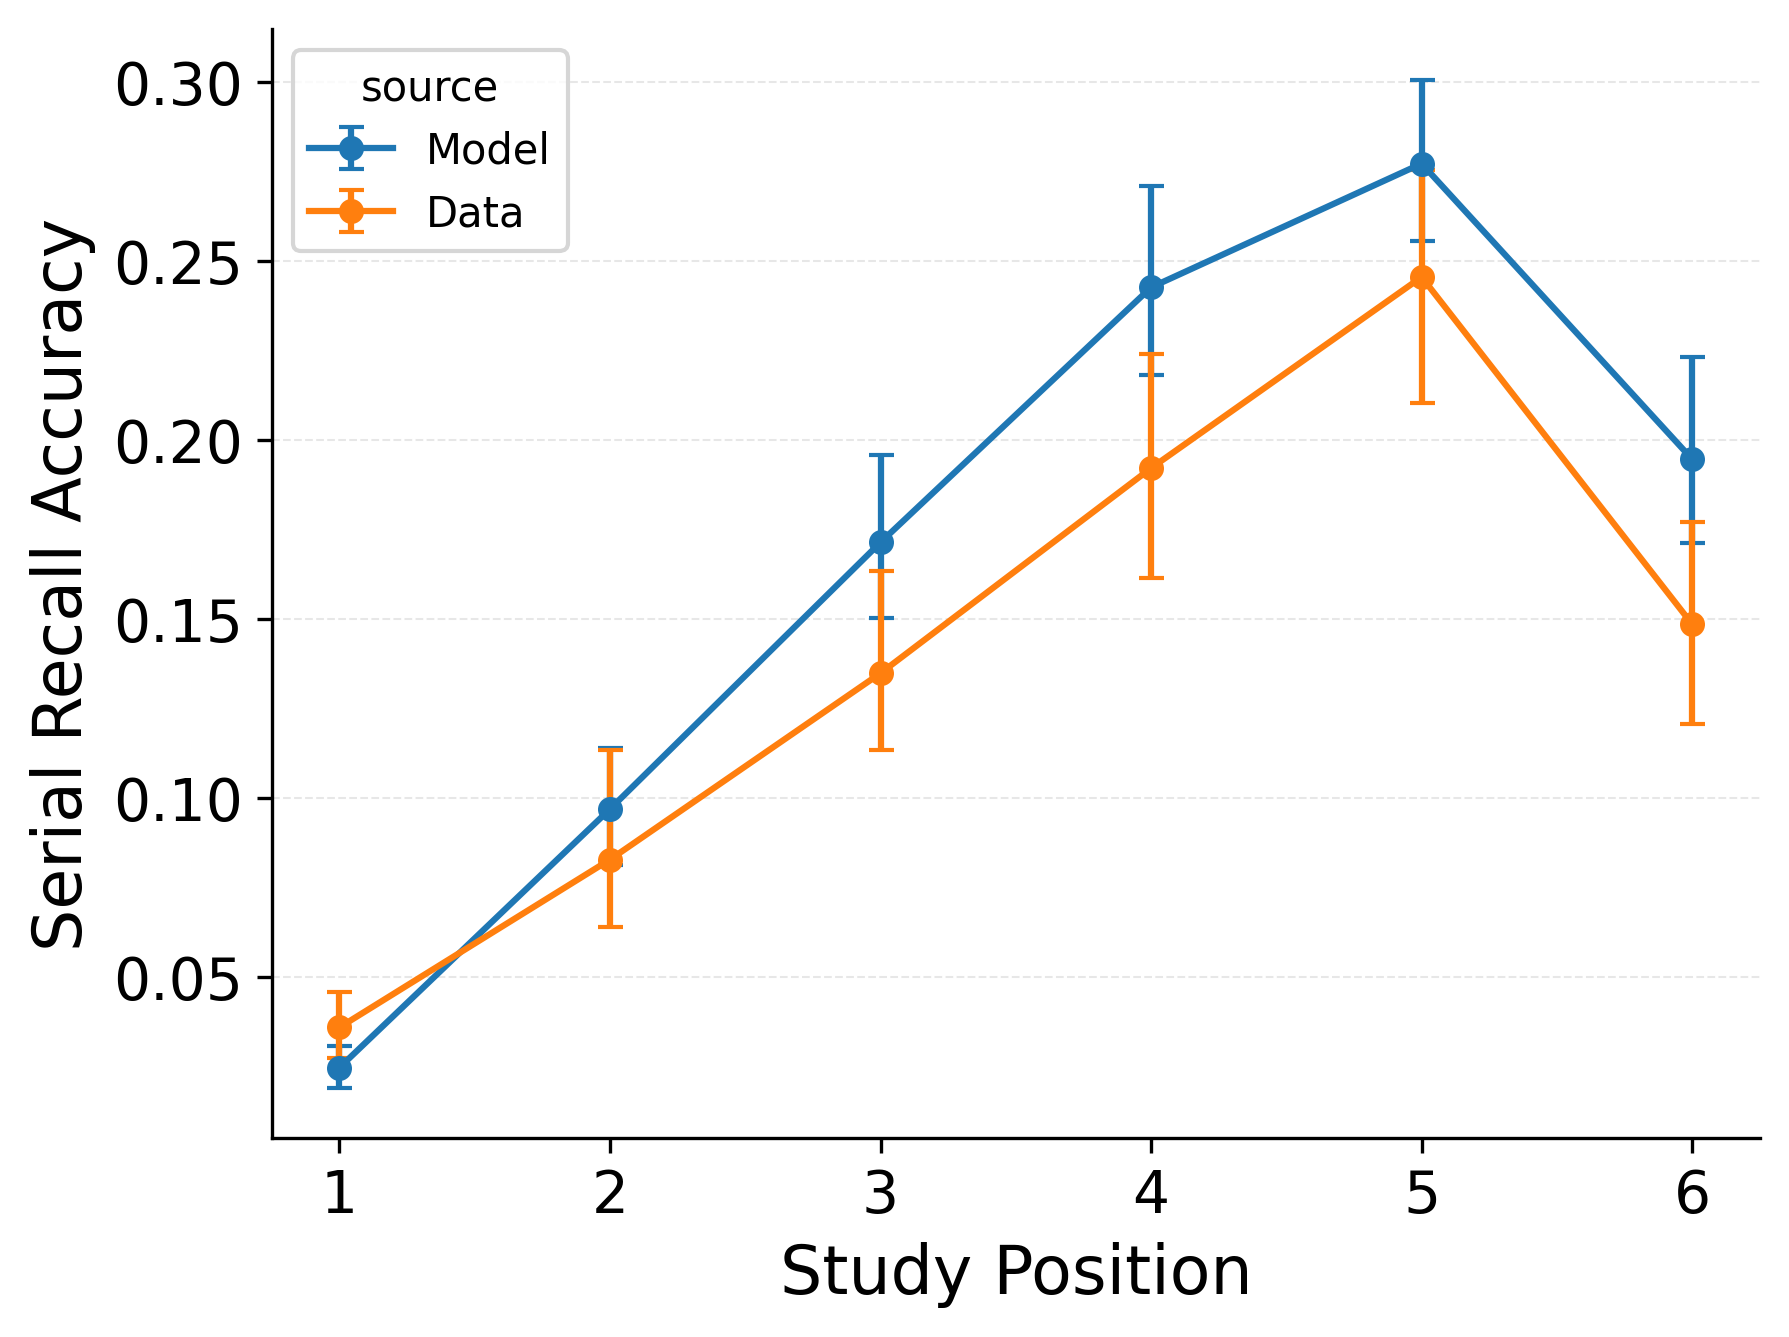 source
Model
Data
0.30
0.25
0.20
0.15
0.10
0.05
Serial Recall Accuracy
1 2 3 4 5 6
Study Position